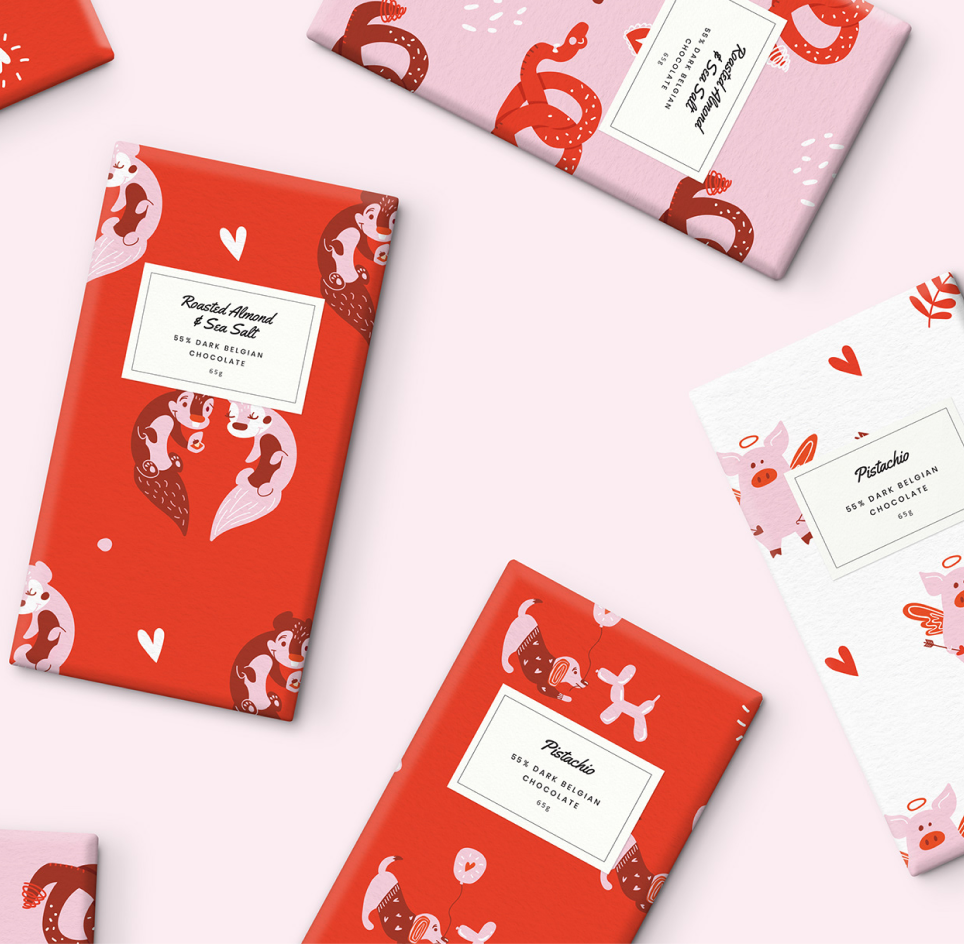 Roasted Almond
& Sea Salt
55% DARK BELGIAN
CHOCOLATE
65g
Roasted Almond
& Sea Salt
55% DARK BELGIAN
CHOCOLATE
65g
Pistachio
55% DARK BELGIAN
CHOCOLATE
65g
Pistachio
55% DARK BELGIAN
CHOCOLATE
65g